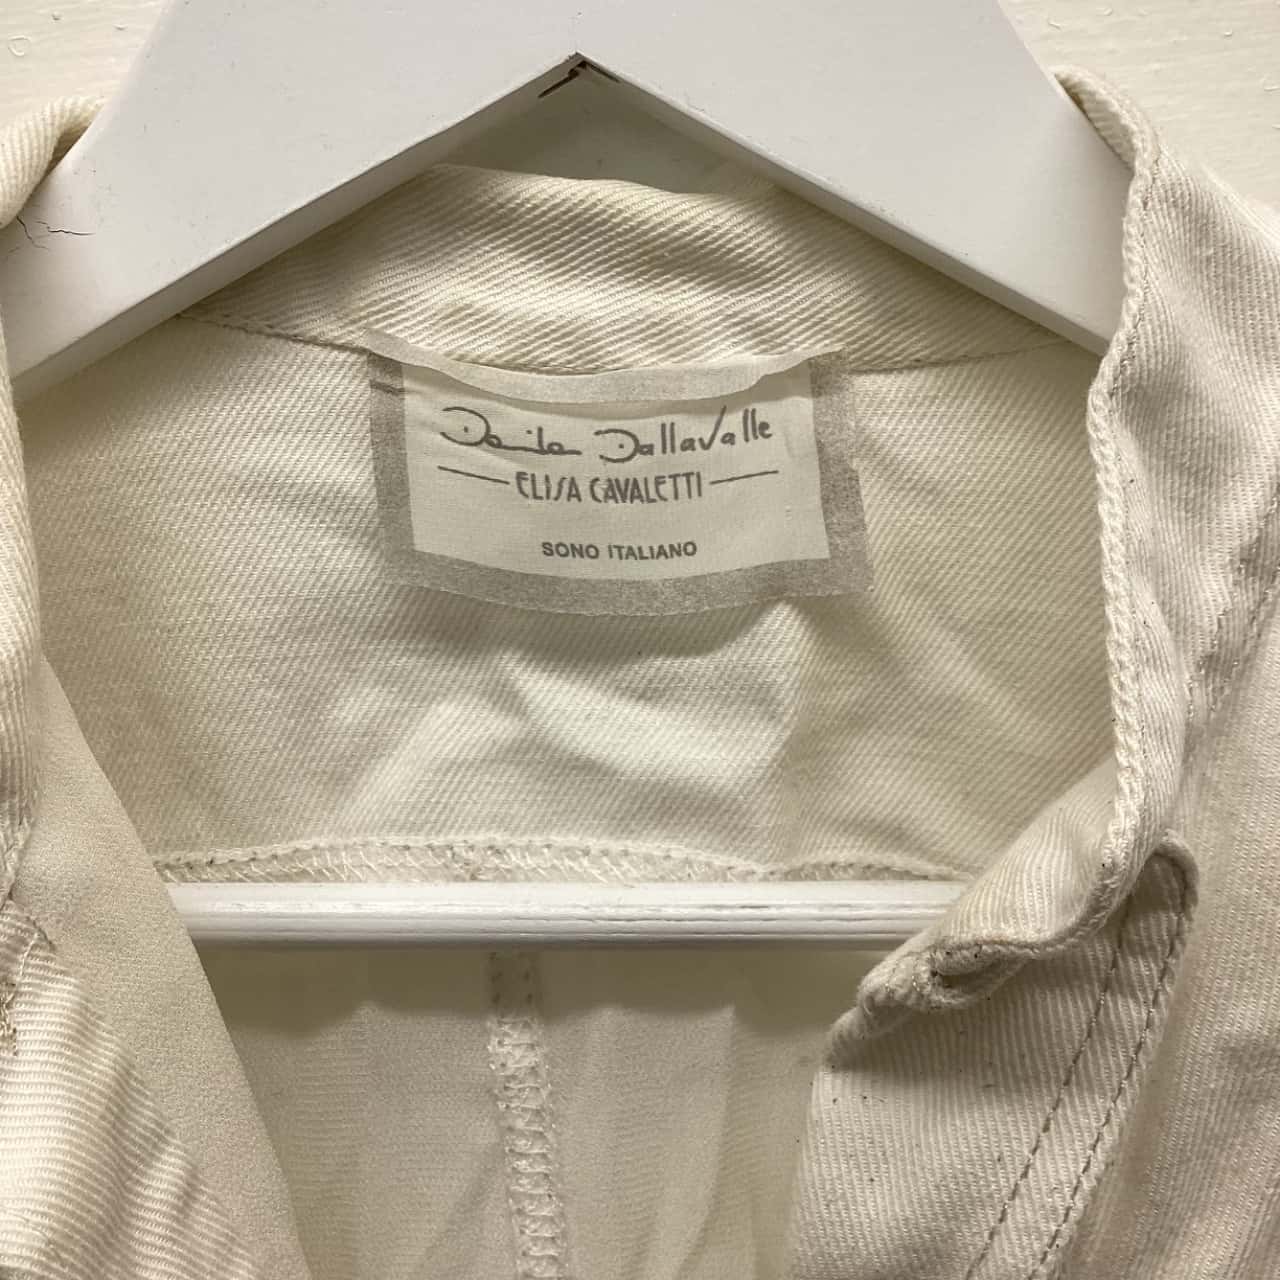 Daniela DallaValle
ELISA CAVALETTI
SONO ITALIANO